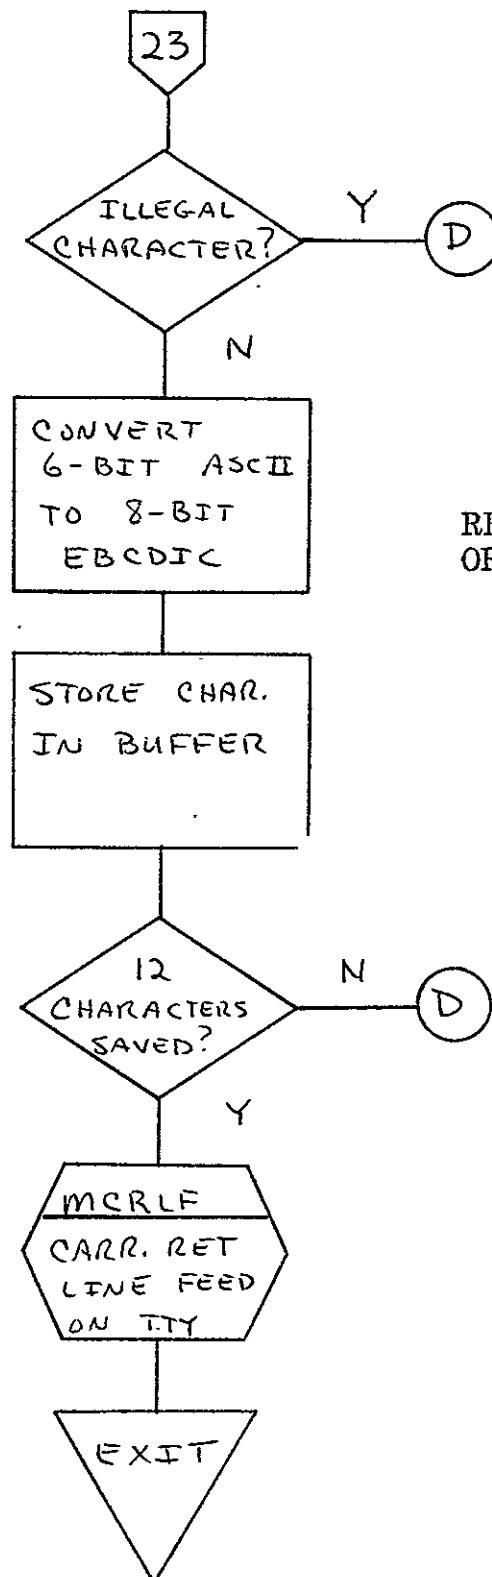 23
ILLEGAL
CHARACTER?
Y
D
N
CONVERT
6-BIT ASCII
TO 8-BIT
EBCDIC
STORE CHAR.
IN BUFFER
12
CHARACTERS
SAVED?
N
D
Y
MCRLF
CARR. RET
LINE FEED
ON TTY
EXIT